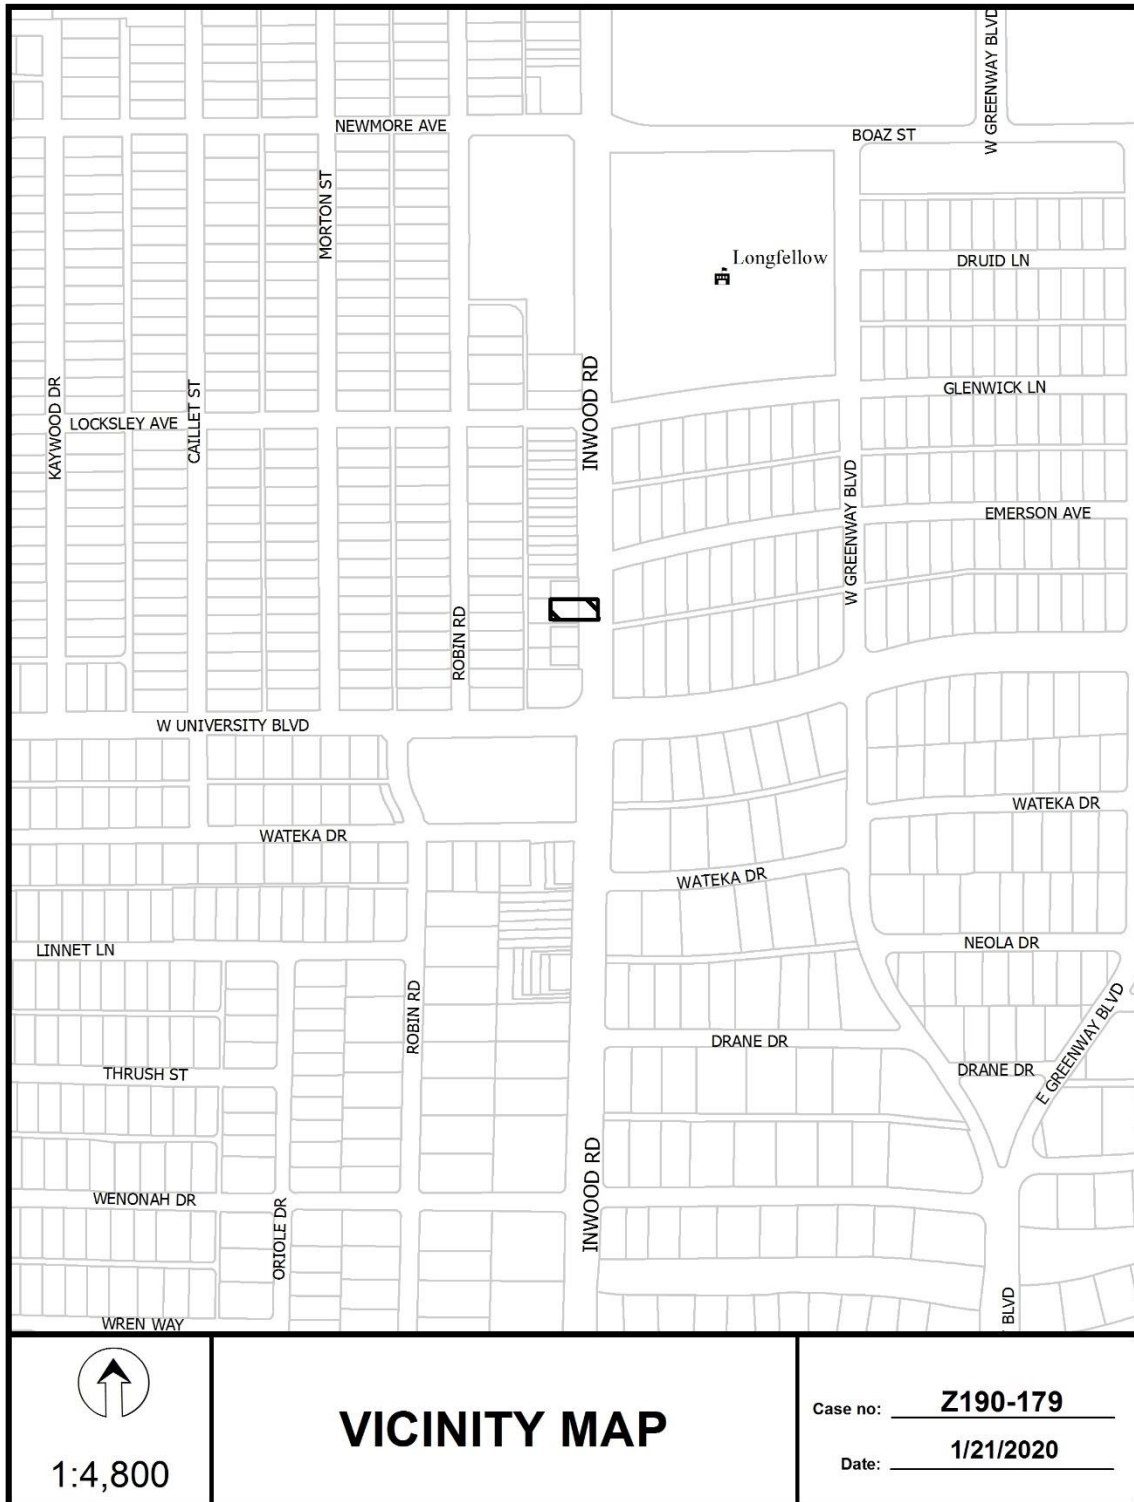 W GREENWAY BLVD
NEWMORE AVE
BOAZ ST
MORTON ST
Longfellow
DRUID LN
INWOOD RD
KAYWOOD DR
CAILLET ST
GLENWICK LN
LOCKSLEY AVE
W GREENWAY BLVD
EMERSON AVE
ROBIN RD
W UNIVERSITY BLVD
WATEKA DR
WATEKA DR
WATEKA DR
NEOLA DR
LINNET LN
ROBIN RD
E GREENWAY BLVD
DRANE DR
DRANE DR
THRUSH ST
INWOOD RD
WENONAH DR
ORIOLE DR
BLVD
WREN WAY
1:4,800
VICINITY MAP
Case no: Z190-179
Date: 1/21/2020